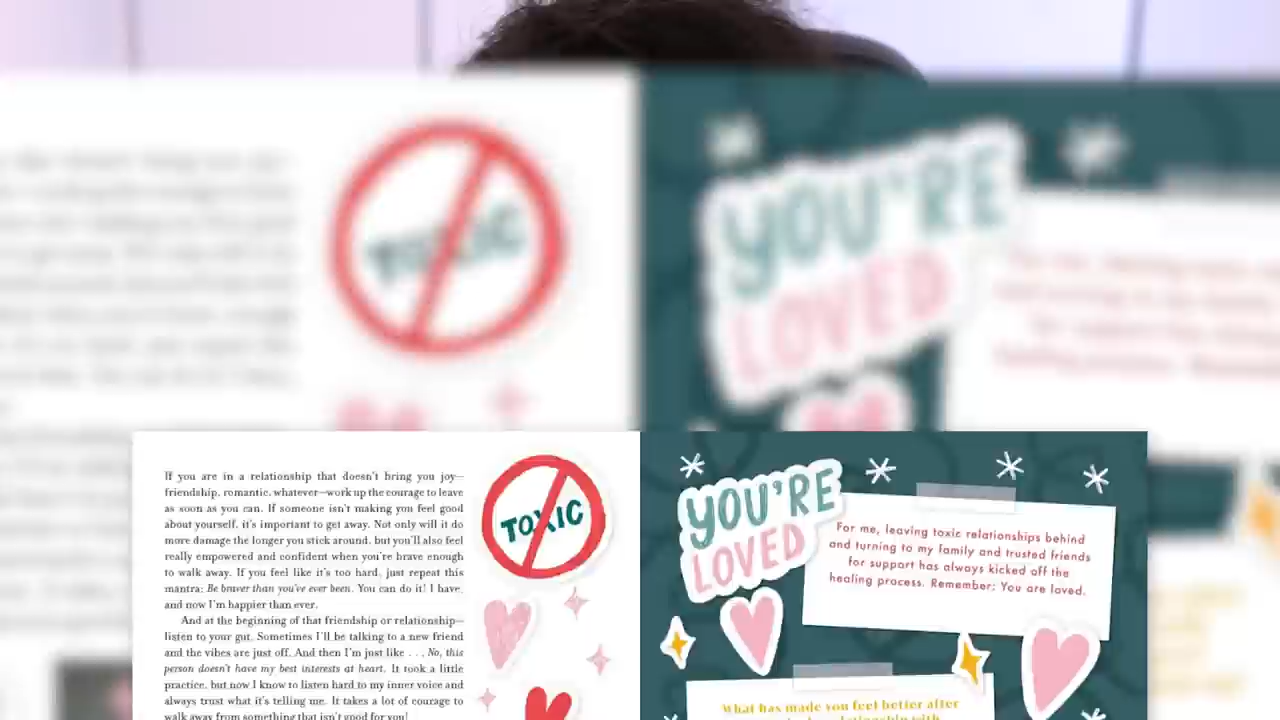 If you are in a relationship that doesn't bring you joy—
friendship, romantic, whatever—work up the courage to leave
as soon as you can. If someone isn't making you feel good
about yourself, it's important to get away. Not only will it do
more damage the longer you stick around, but you'll also feel
really empowered and confident when you're brave enough
to walk away. If you feel like it's too hard, just repeat this
mantra: Be braver than you've ever been. You can do it! I have,
and now I'm happier than ever.
And at the beginning of that friendship or relationship—
listen to your gut. Sometimes I'll be talking to a new friend
and the vibes are just off. And then I'm just like . . . No, this
person doesn't have my best interests at heart. It took a little
practice, but now I know to listen hard to my inner voice and
always trust what it's telling me. It takes a lot of courage to
walk away from something that isn't good for you!
TOXIC
YOU'RE
LOVED
For me, leaving toxic relationships behind
and turning to my family and trusted friends
for support has always kicked off the
healing process. Remember: You are loved.
What has made you feel better after
TOXIC
YOU'RE
LOVED